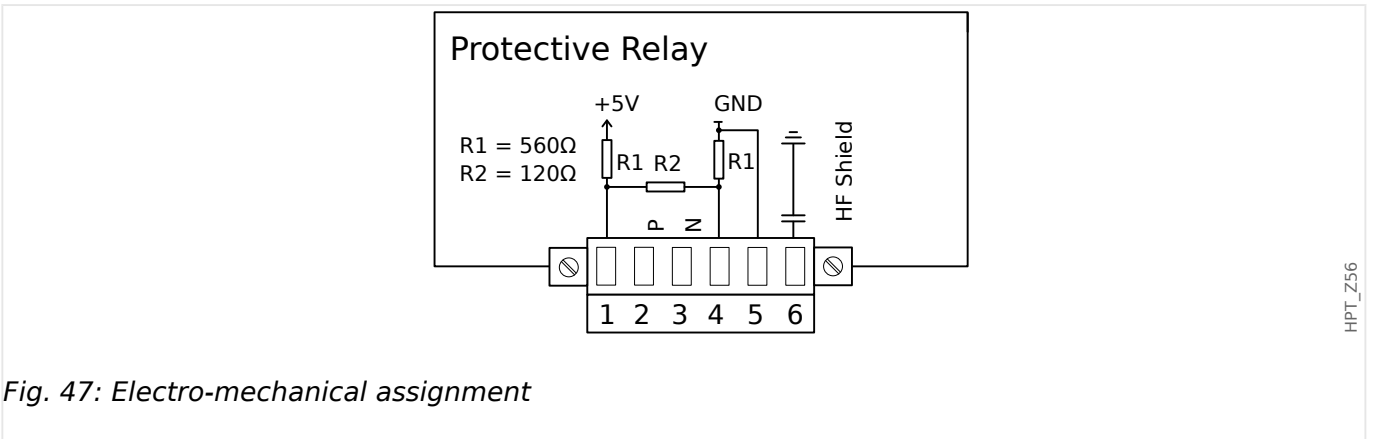 Protective Relay
+5V
GND
R1 = 560Ω
R2 = 120Ω
R1
R2
R1
HF Shield
P
N
1 2 3 4 5 6
HPT_Z56
Fig. 47: Electro-mechanical assignment